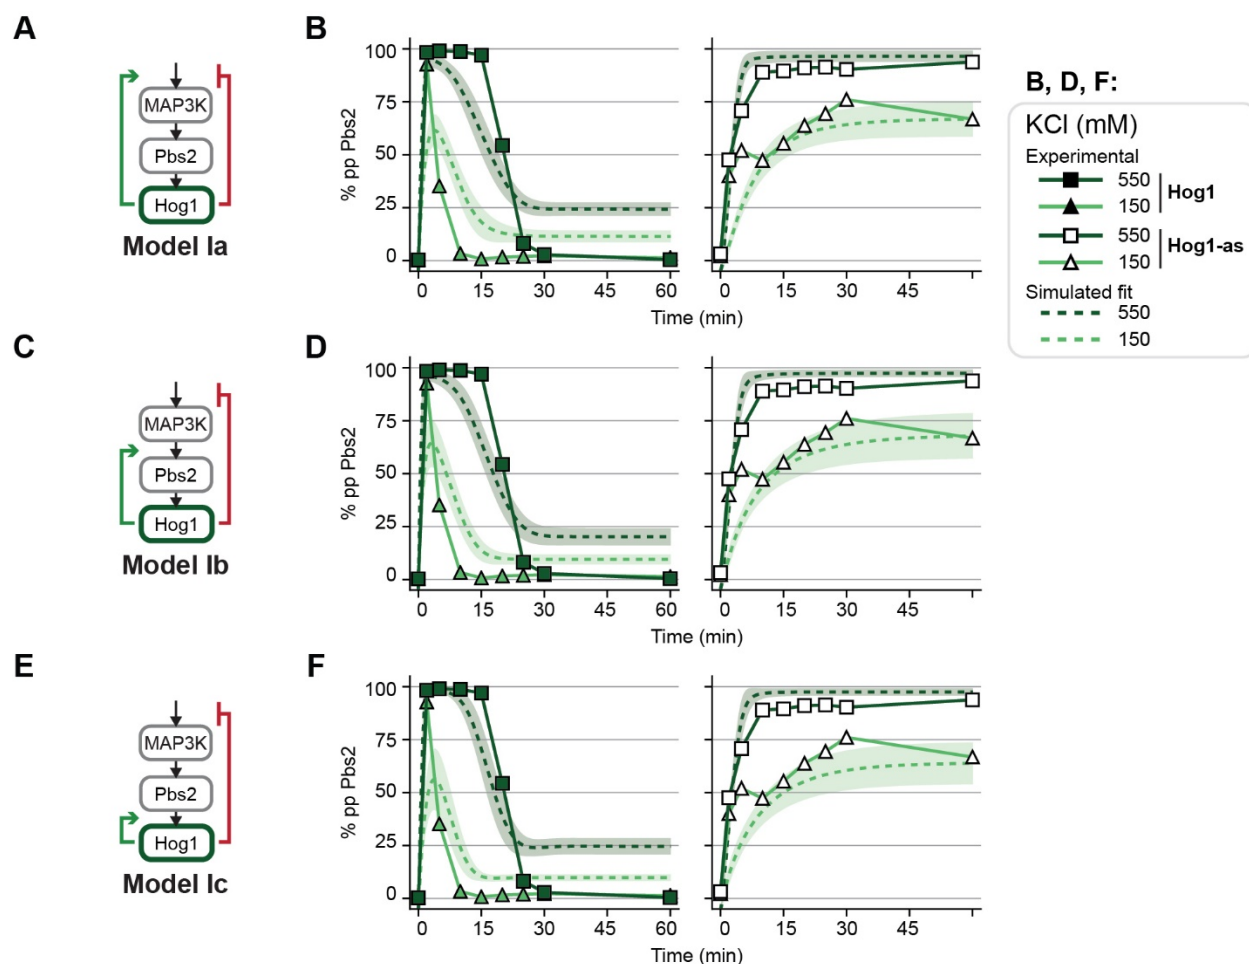 A
MAP3K
Pbs2
Hog1
Model Ia
B
% pp Pbs2
100
75
50
25
0
0 15 30 45 60
0 15 30 45
Time (min)
B, D, F:
KCl (mM)
Experimental
550
150
Hog1
550
150
Hog1-as
Simulated fit
550
150
C
MAP3K
Pbs2
Hog1
Model Ib
D
% pp Pbs2
100
75
50
25
0
0 15 30 45 60
0 15 30 45
Time (min)
E
MAP3K
Pbs2
Hog1
Model Ic
F
% pp Pbs2
100
75
50
25
0
0 15 30 45 60
0 15 30 45
Time (min)